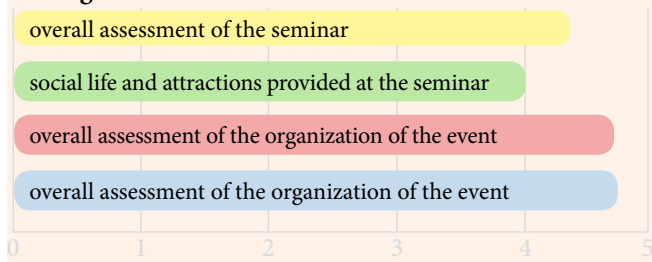 overall assessment of the seminar
social life and attractions provided at the seminar
overall assessment of the organization of the event
overall assessment of the organization of the event
0 1 2 3 4 5